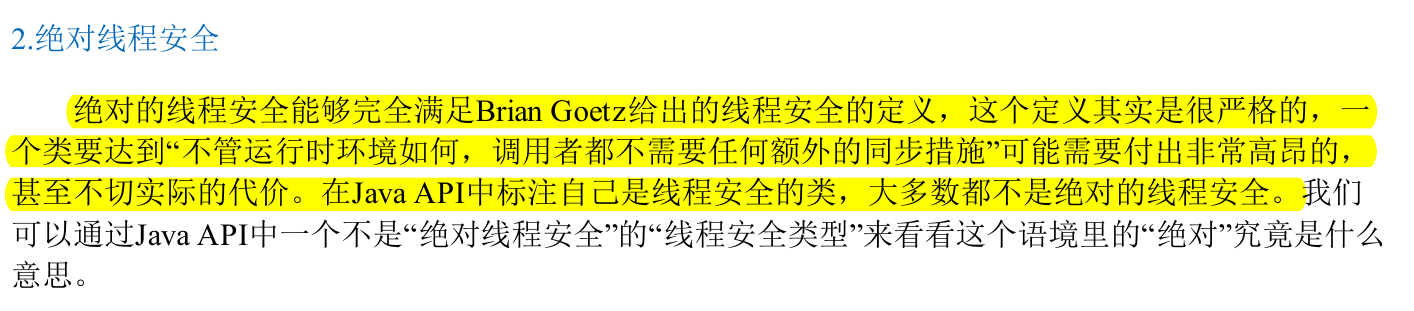 2.绝对线程安全
绝对的线程安全能够完全满足Brian Goetz给出的线程安全的定义，这个定义其实是很严格的，一
个类要达到“不管运行时环境如何，调用者都不需要任何额外的同步措施”可能需要付出非常高昂的，
甚至不切实际的代价。在Java API中标注自己是线程安全的类，大多数都不是绝对的线程安全。我们
可以通过Java API中一个不是“绝对线程安全”的“线程安全类型”来看看这个语境里的“绝对”究竟是什么
意思。